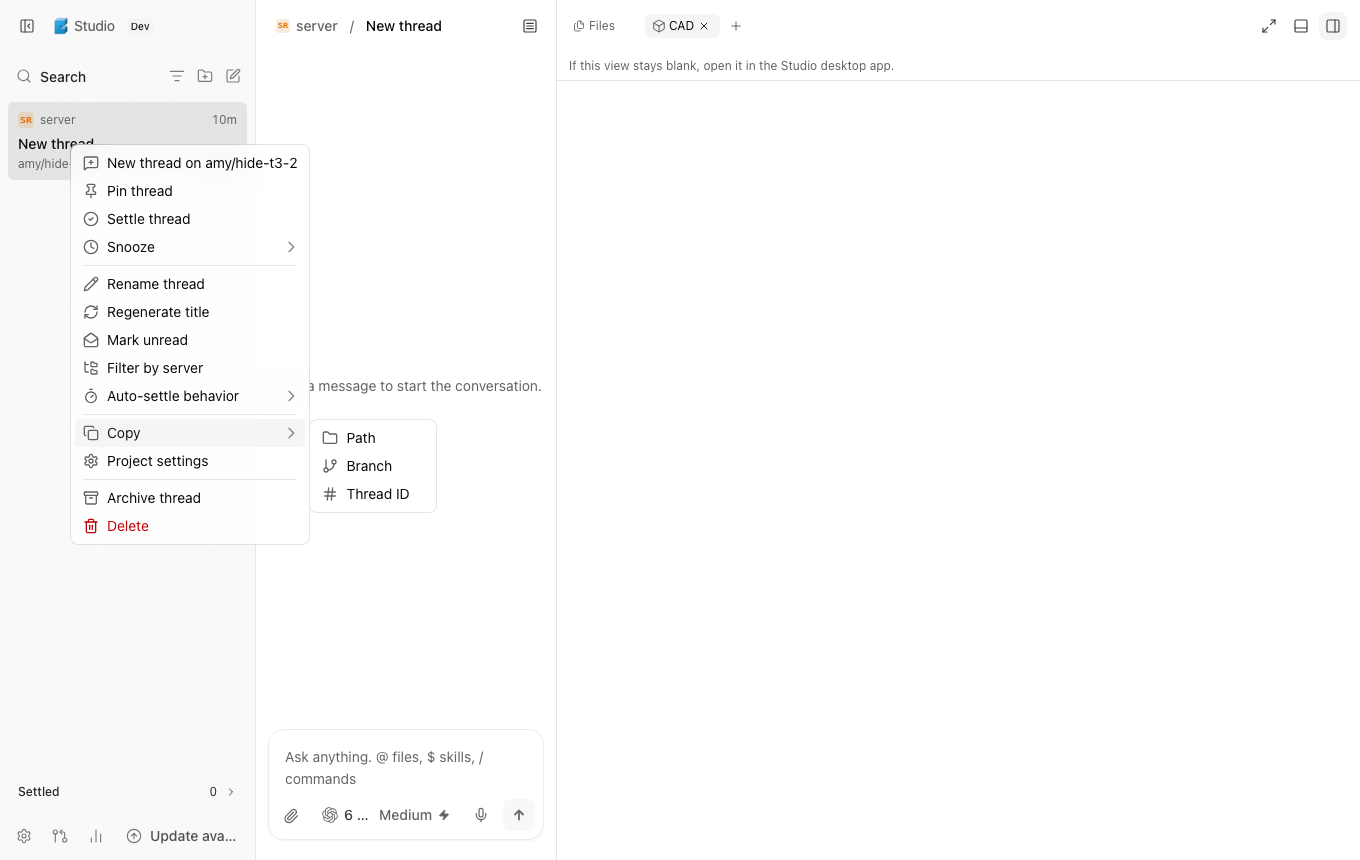 Studio
Dev
Search
SR server 10m
New thread
amy/hide-
New thread on amy/hide-t3-2
Pin thread
Settle thread
Snooze
Rename thread
Regenerate title
Mark unread
Filter by server
Auto-settle behavior
Copy
Project settings
Archive thread
Delete
Path
Branch
Thread ID
Settled 0
Update ava...
SR server / New thread
a message to start the conversation.
Ask anything. @ files, $ skills, /
commands
6 ... Medium
Files
CAD
If this view stays blank, open it in the Studio desktop app.